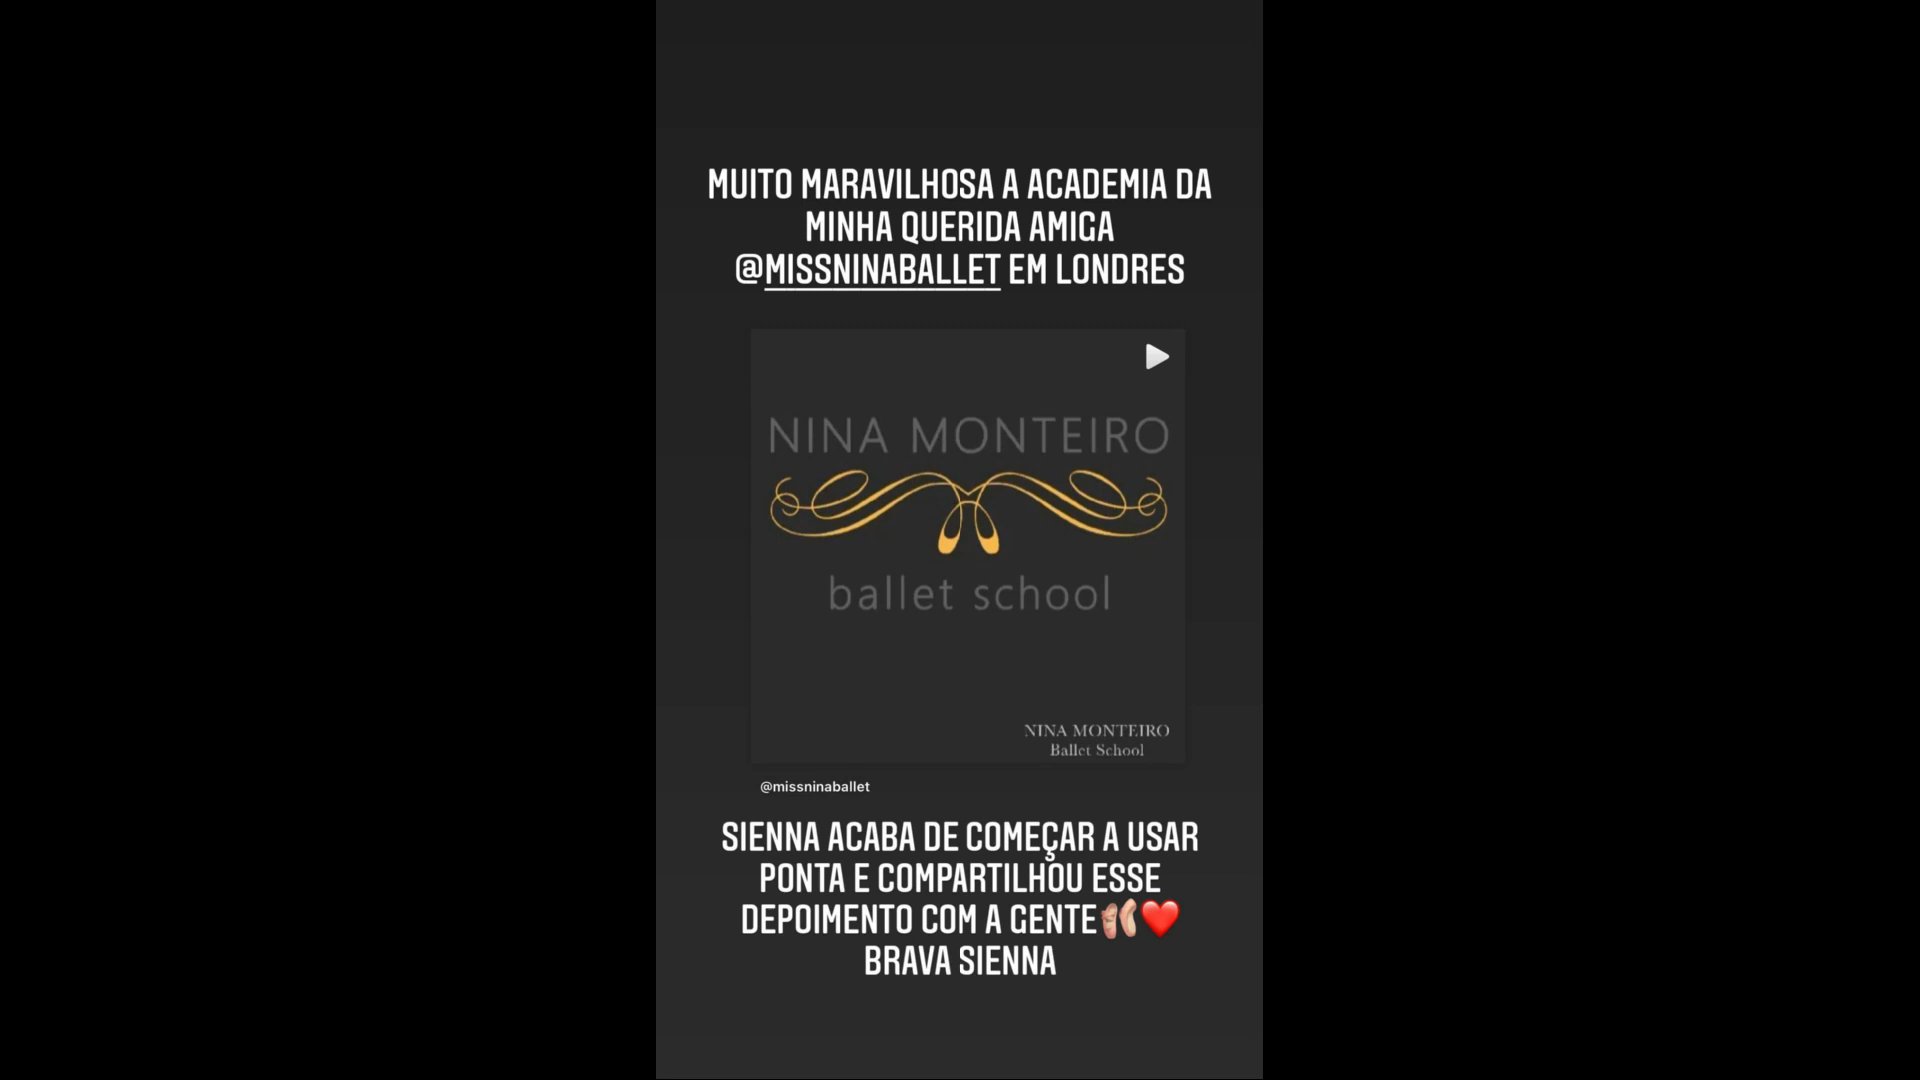 MUITO MARAVILHOSA A ACADEMIA DA
MINHA QUERIDA AMIGA
@MISSNINABALLET EM LONDRES
NINA MONTEIRO
ballet school
NINA MONTEIRO
Ballet School
@missninaballet
SIENNA ACABA DE COMEÇAR A USAR
PONTA E COMPARTILHOU ESSE
DEPOIMENTO COM A GENTE🩰❤️
BRAVA SIENNA